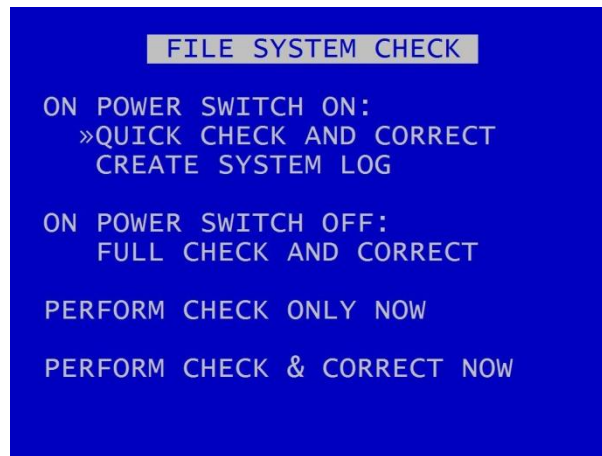 FILE SYSTEM CHECK
ON POWER SWITCH ON:
»QUICK CHECK AND CORRECT
CREATE SYSTEM LOG
ON POWER SWITCH OFF:
FULL CHECK AND CORRECT
PERFORM CHECK ONLY NOW
PERFORM CHECK & CORRECT NOW